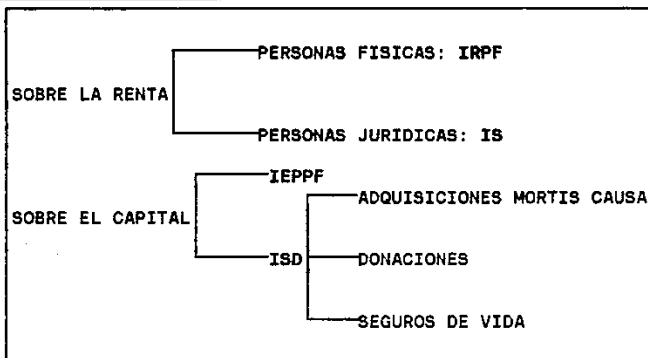 PERSONAS FISICAS: IRPF
SOBRE LA RENTA
PERSONAS JURIDICAS: IS
IEPPF
ADQUISICIONES MORTIS CAUSA
SOBRE EL CAPITAL
ISD
DONACIONES
SEGUROS DE VIDA